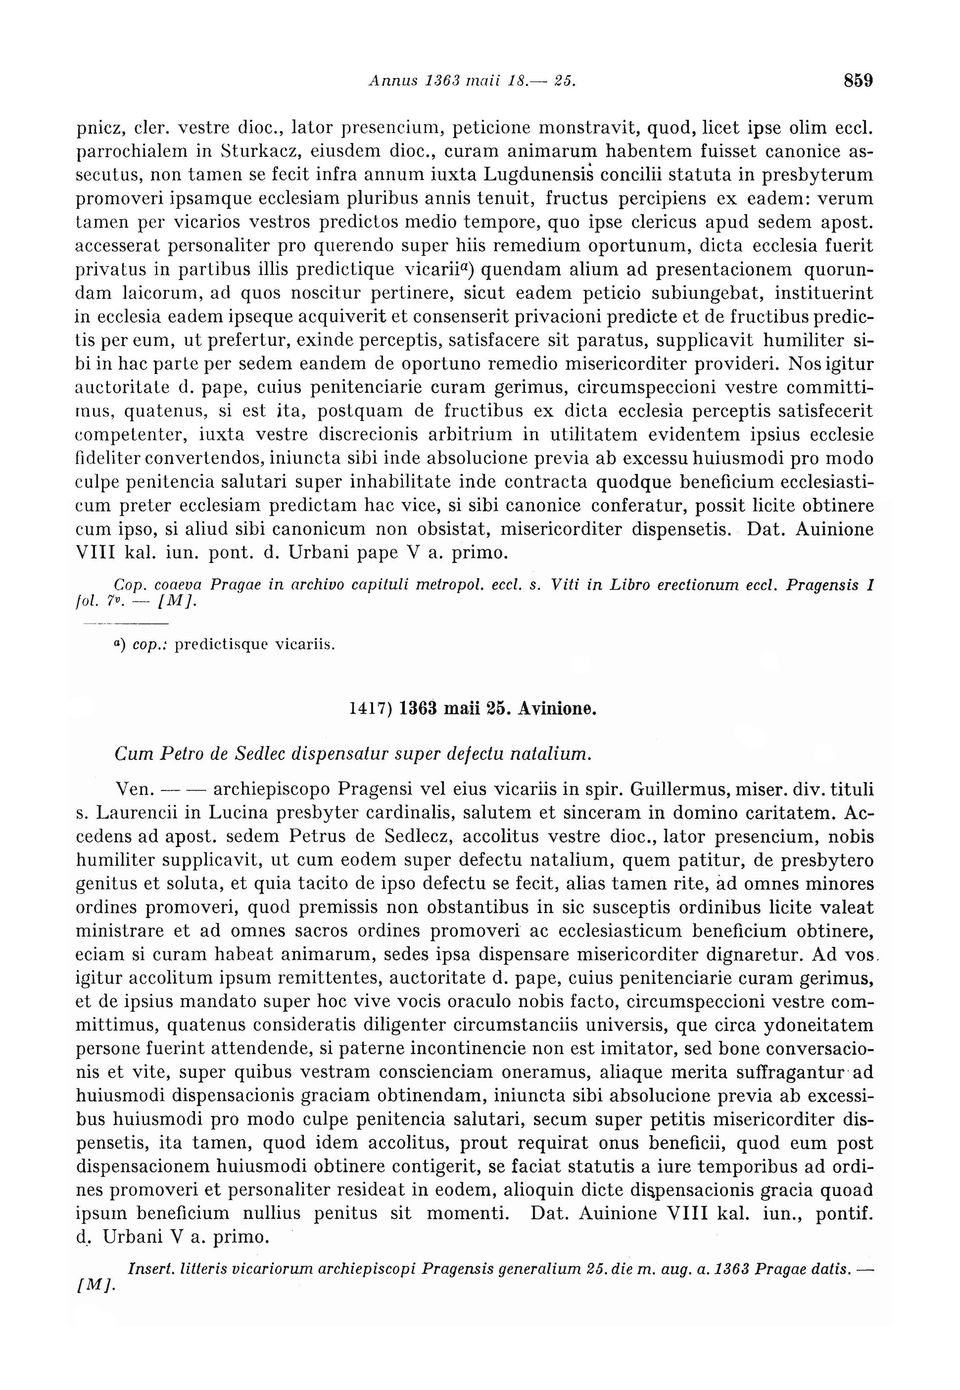 Annus 1363 maii 18.— 25. 859
pnicz, cler. vestre dioc., lator presencium, peticione monstravit, quod, licet ipse olim eccl.
parrochialem in Sturkacz, eiusdem dioc., curam animarum habentem fuisset canonice as-
secutus, non tamen se fecit infra annum iuxta Lugdunensis concilii statuta in presbyterum
promoveri ipsamque ecclesiam pluribus annis tenuit, fructus percipiens ex eadem: verum
tamen per vicarios vestros predictos medio tempore, quo ipse clericus apud sedem apost.
accesserat personaliter pro querendo super hiis remedium oportunum, dicta ecclesia fuerit
privatus in partibus illis predictique vicarii a) quendam alium ad presentacionem quorun-
dam laicorum, ad quos noscitur pertinere, sicut eadem peticio subiungebat, instituerint
in ecclesia eadem ipseque acquiverit et consenserit privacioni predicte et de fructibus predic-
tis per eum, ut prefertur, exinde perceptis, satisfacere sit paratus, supplicavit humiliter si-
bi in hac parte per sedem eandem de oportuno remedio misericorditer provideri. Nos igitur
auctoritate d. pape, cuius penitenciarie curam gerimus, circumspeccioni vestre committi-
mus, quatenus, si est ita, postquam de fructibus ex dicta ecclesia perceptis satisfecerit
competenter, iuxta vestre discrecionis arbitrium in utilitatem evidentem ipsius ecclesie
fideliter convertendos, iniuncta sibi inde absolucione previa ab excessu huiusmodi pro modo
culpe penitencia salutari super inhabilitate inde contracta quodque beneficium ecclesiasti-
cum preter ecclesiam predictam hac vice, si sibi canonice conferatur, possit licite obtinere
cum ipso, si aliud sibi canonicum non obsistat, misericorditer dispensetis. Dat. Auinione
VIII kal. iun. pont. d. Urbani pape V a. primo.
Cop. coaeva Pragae in archivo capituli metropol. eccl. s. Viti in Libro erectionum eccl. Pragensis I
fol. 7v. — [M].
a) cop.: predictisque vicariis.
1417) 1363 maii 25. Avinione.
Cum Petro de Sedlec dispensatur super defectu natalium.
Ven. — — archiepiscopo Pragensi vel eius vicariis in spir. Guillermus, miser. div. tituli
s. Laurencii in Lucina presbyter cardinalis, salutem et sinceram in domino caritatem. Ac-
cedens ad apost. sedem Petrus de Sedlecz, accolitus vestre dioc., lator presencium, nobis
humiliter supplicavit, ut cum eodem super defectu natalium, quem patitur, de presbytero
genitus et soluta, et quia tacito de ipso defectu se fecit, alias tamen rite, ad omnes minores
ordines promoveri, quod premissis non obstantibus in sic susceptis ordinibus licite valeat
ministrare et ad omnes sacros ordines promoveri ac ecclesiasticum beneficium obtinere,
eciam si curam habeat animarum, sedes ipsa dispensare misericorditer dignaretur. Ad vos
igitur accolitum ipsum remittentes, auctoritate d. pape, cuius penitenciarie curam gerimus,
et de ipsius mandato super hoc vive vocis oraculo nobis facto, circumspeccioni vestre com-
mittimus, quatenus consideratis diligenter circumstanciis universis, que circa ydoneitatem
persone fuerint attendende, si paterne incontinencie non est imitator, sed bone conversacio-
nis et vite, super quibus vestram conscienciam oneramus, aliaque merita suffragantur ad
huiusmodi dispensacionis graciam obtinendam, iniuncta sibi absolucione previa ab excessi-
bus huiusmodi pro modo culpe penitencia salutari, secum super petitis misericorditer dis-
pensetis, ita tamen, quod idem accolitus, prout requirat onus beneficii, quod eum post
dispensacionem huiusmodi obtinere contigerit, se faciat statutis a iure temporibus ad ordi-
nes promoveri et personaliter resideat in eodem, alioquin dicte dispensacionis gracia quoad
ipsum beneficium nullius penitus sit momenti. Dat. Auinione VIII kal. iun., pontif.
d. Urbani V a. primo.
Insert. litteris vicariorum archiepiscopi Pragensis generalium 25. die m. aug. a. 1363 Pragae datis. —
[M].